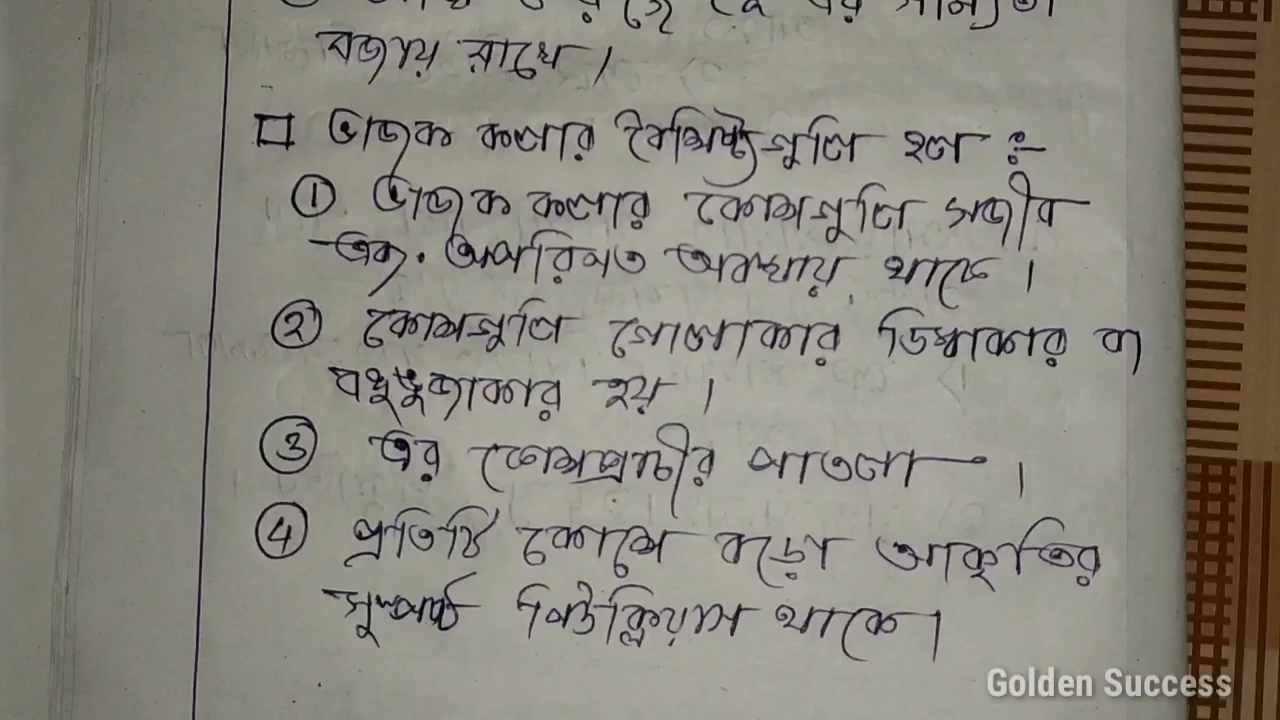 বজায় রাখে।
□ ভাজক কলার বৈশিষ্ট্যগুলি হল :-
① ভাজক কলার কোশগুলি সজীব
এবং অপরিণত অবস্থায় থাকে।
② কোশগুলি গোলাকার ডিম্বাকার বা
বহুভুজাকার হয়।
③ এর কোশপ্রাচীর পাতলা।
④ প্রতিটি কোশে বড়ো আকৃতির
সুস্পষ্ট নিউক্লিয়াস থাকে।
Golden Success